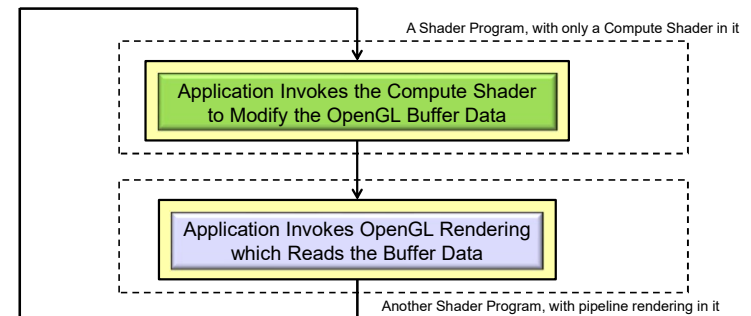 A Shader Program, with only a Compute Shader in it
Application Invokes the Compute Shader
to Modify the OpenGL Buffer Data
Application Invokes OpenGL Rendering
which Reads the Buffer Data
Another Shader Program, with pipeline rendering in it